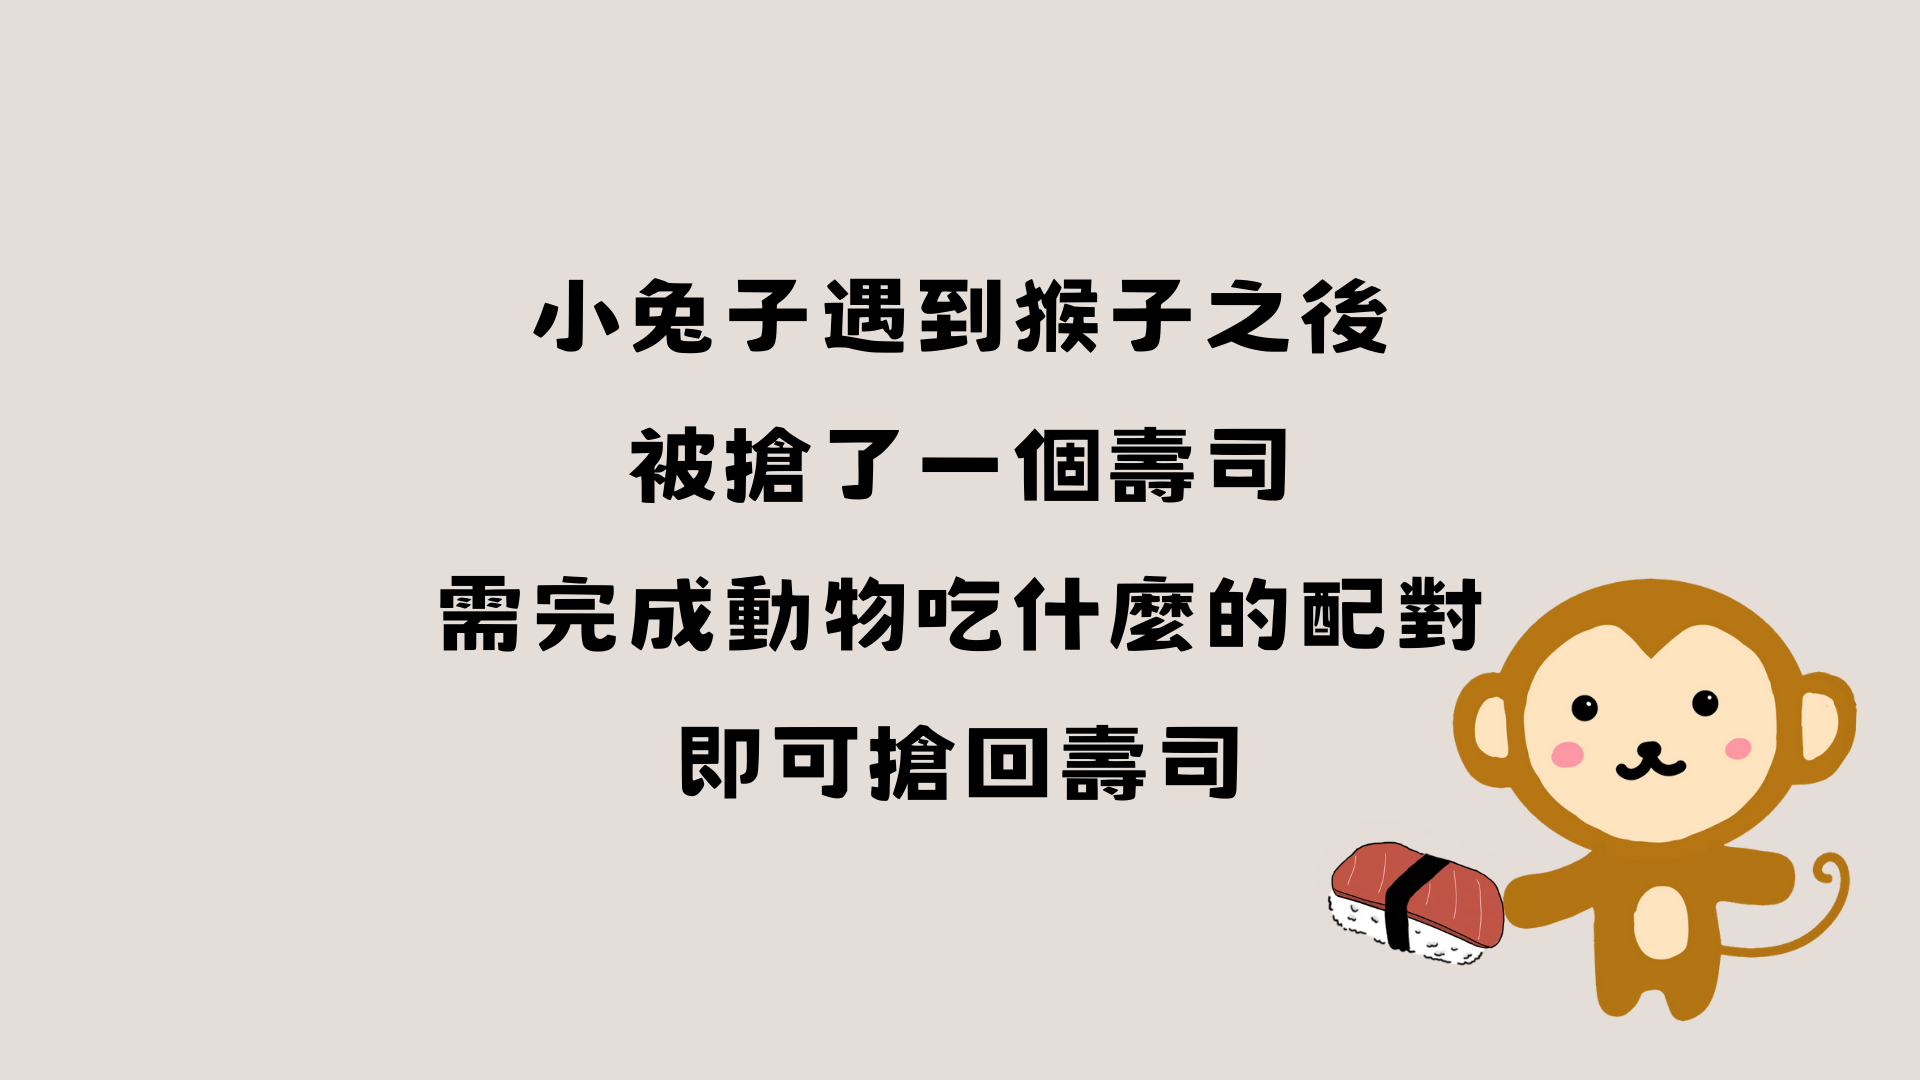 小兔子遇到猴子之後
被搶了一個壽司
需完成動物吃什麼的配對
即可搶回壽司